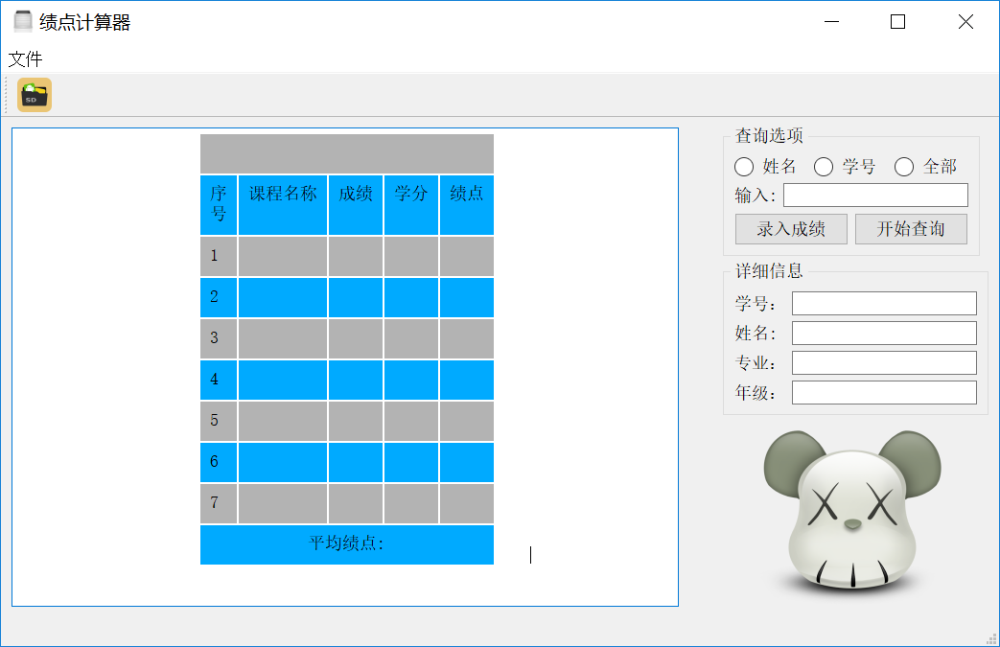 绩点计算器
文件
SD
序号 课程名称 成绩 学分 绩点
1
2
3
4
5
6
7
平均绩点:
查询选项
姓名 学号 全部
输入:
录入成绩 开始查询
详细信息
学号：
姓名:
专业：
年级: